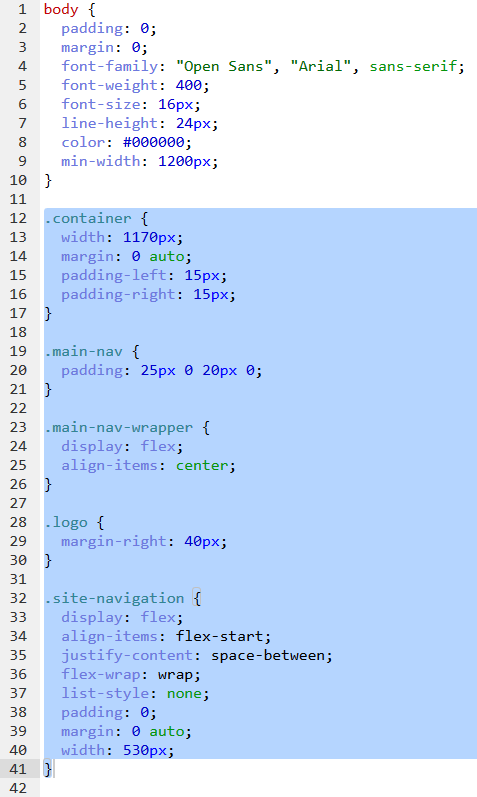 1 body {
2   padding: 0;
3   margin: 0;
4   font-family: "Open Sans", "Arial", sans-serif;
5   font-weight: 400;
6   font-size: 16px;
7   line-height: 24px;
8   color: #000000;
9   min-width: 1200px;
10 }
11
12 .container {
13   width: 1170px;
14   margin: 0 auto;
15   padding-left: 15px;
16   padding-right: 15px;
17 }
18
19 .main-nav {
20   padding: 25px 0 20px 0;
21 }
22
23 .main-nav-wrapper {
24   display: flex;
25   align-items: center;
26 }
27
28 .logo {
29   margin-right: 40px;
30 }
31
32 .site-navigation {
33   display: flex;
34   align-items: flex-start;
35   justify-content: space-between;
36   flex-wrap: wrap;
37   list-style: none;
38   padding: 0;
39   margin: 0 auto;
40   width: 530px;
41 }
42